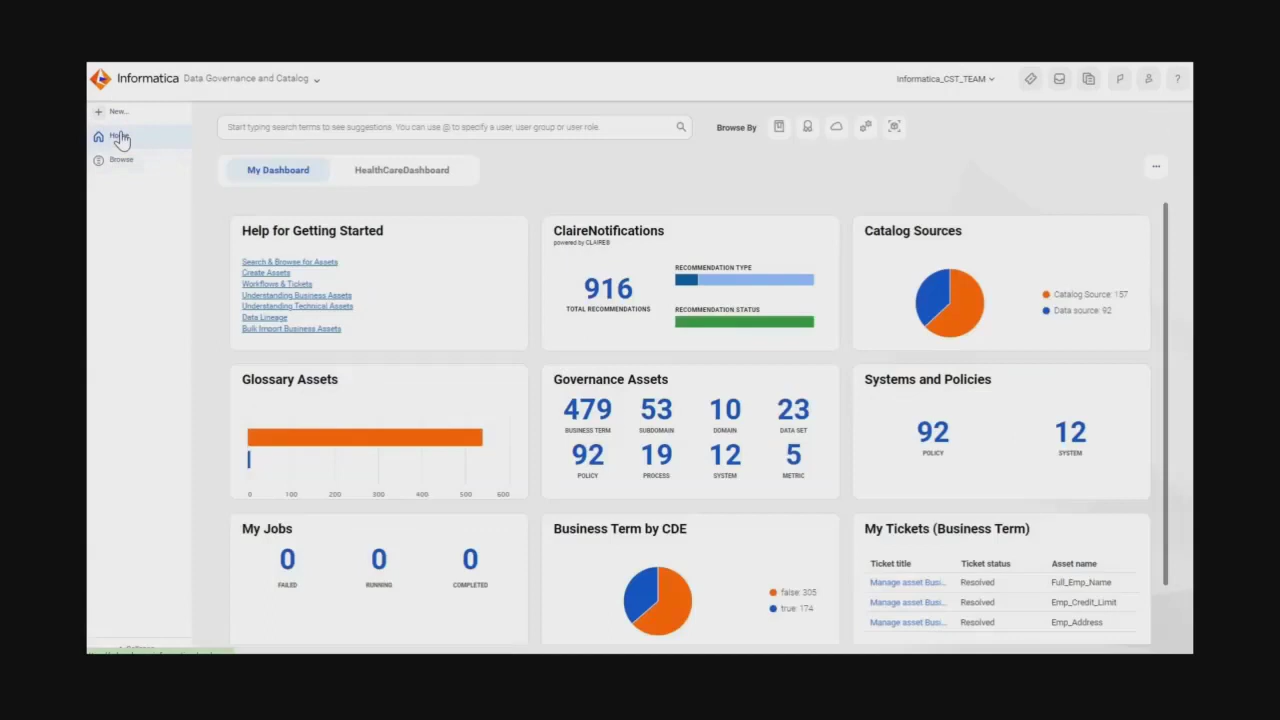 Informatica Data Governance and Catalog
Informatica_CST_TEAM
?
New...
Home
Browse
Start typing search terms to see suggestions. You can use @ to specify a user, user group or user role.
Browse By
My Dashboard
HealthCareDashboard
Help for Getting Started
Search & Browse for Assets
Create Assets
Workflows & Tickets
Understanding Business Assets
Understanding Technical Assets
Data Lineage
Bulk Import Business Assets
ClaireNotifications
powered by CLAIRE®
916
TOTAL RECOMMENDATIONS
RECOMMENDATION TYPE
RECOMMENDATION STATUS
Catalog Sources
Catalog Source: 157
Data source: 92
Glossary Assets
0 100 200 300 400 500 600
Governance Assets
479 53 10 23
BUSINESS TERM SUBDOMAIN DOMAIN DATA SET
92 19 12 5
POLICY PROCESS SYSTEM METRIC
Systems and Policies
92 12
POLICY SYSTEM
My Jobs
0 0 0
FAILED RUNNING COMPLETED
Business Term by CDE
false: 305
true: 174
My Tickets (Business Term)
Ticket title Ticket status Asset name
Manage asset Busi... Resolved Full_Emp_Name
Manage asset Busi... Resolved Emp_Credit_Limit
Manage asset Busi... Resolved Emp_Address